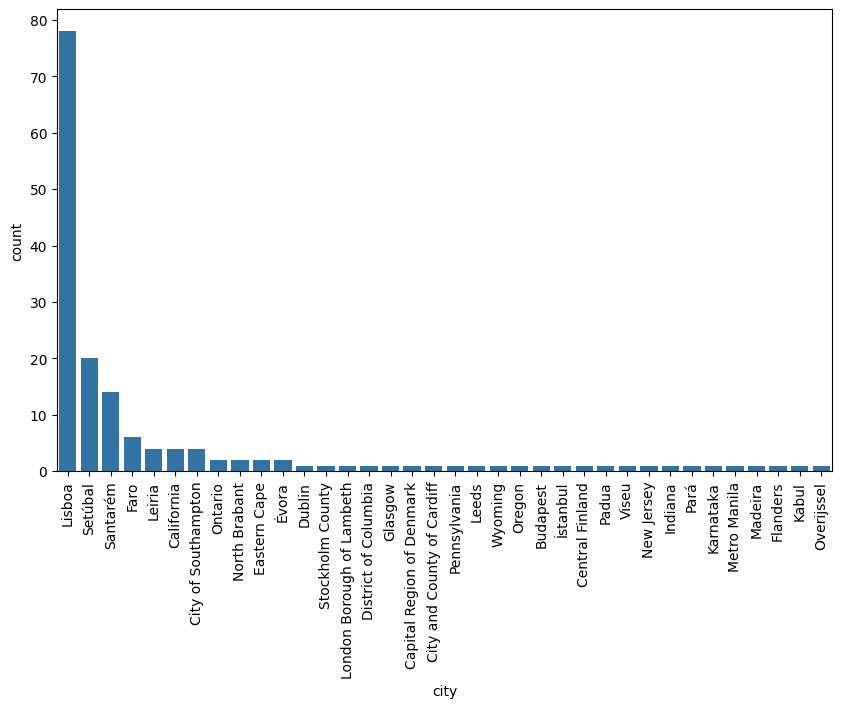 80
70
60
50
40
30
20
10
0
count
Lisboa
Setúbal
Santarém
Faro
Leiria
California
City of Southampton
Ontario
North Brabant
Eastern Cape
Évora
Dublin
Stockholm County
London Borough of Lambeth
District of Columbia
Glasgow
Capital Region of Denmark
City and County of Cardiff
Pennsylvania
Leeds
Wyoming
Oregon
Budapest
İstanbul
Central Finland
Padua
Viseu
New Jersey
Indiana
Pará
Karnataka
Metro Manila
Madeira
Flanders
Kabul
Overijssel
city